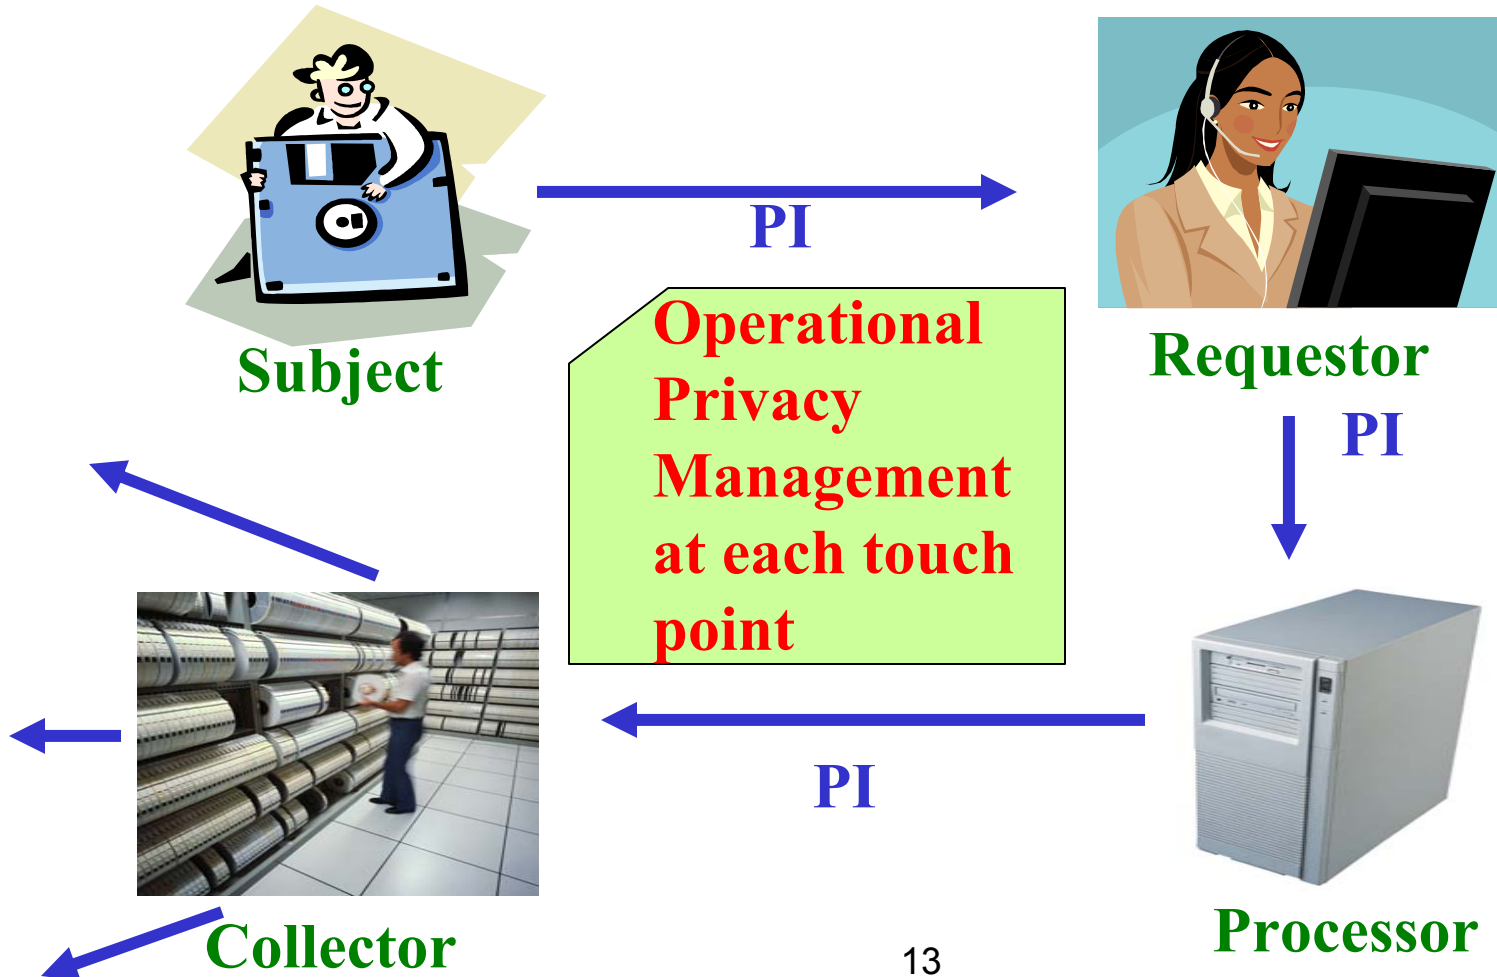 PI
Subject
Requestor
Operational
Privacy
Management
at each touch
point
PI
PI
Collector
Processor
13